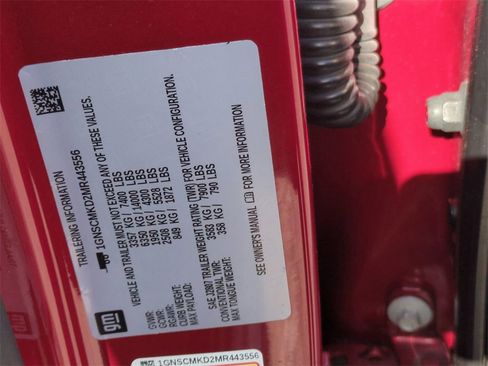 TRAILERING INFORMATION
1GNSCMKD2MR443556
VEHICLE AND TRAILER MUST NOT EXCEED ANY OF THESE VALUES.
GVWR: 3357 KG / 7400 LBS
GCWR: 6350 KG / 14000 LBS
RGAWR: 1950 KG / 4300 LBS
CURB WEIGHT: 2508 KG / 5528 LBS
MAX PAYLOAD: 849 KG / 1872 LBS
SAE J2807 TRAILER WEIGHT RATING (TWR) FOR VEHICLE CONFIGURATION.
CONVENTIONAL TWR: 3583 KG / 7900 LBS
MAX TONGUE WEIGHT: 358 KG / 790 LBS
SEE OWNER'S MANUAL FOR MORE INFORMATION
gm
1GNSCMKD2MR443556